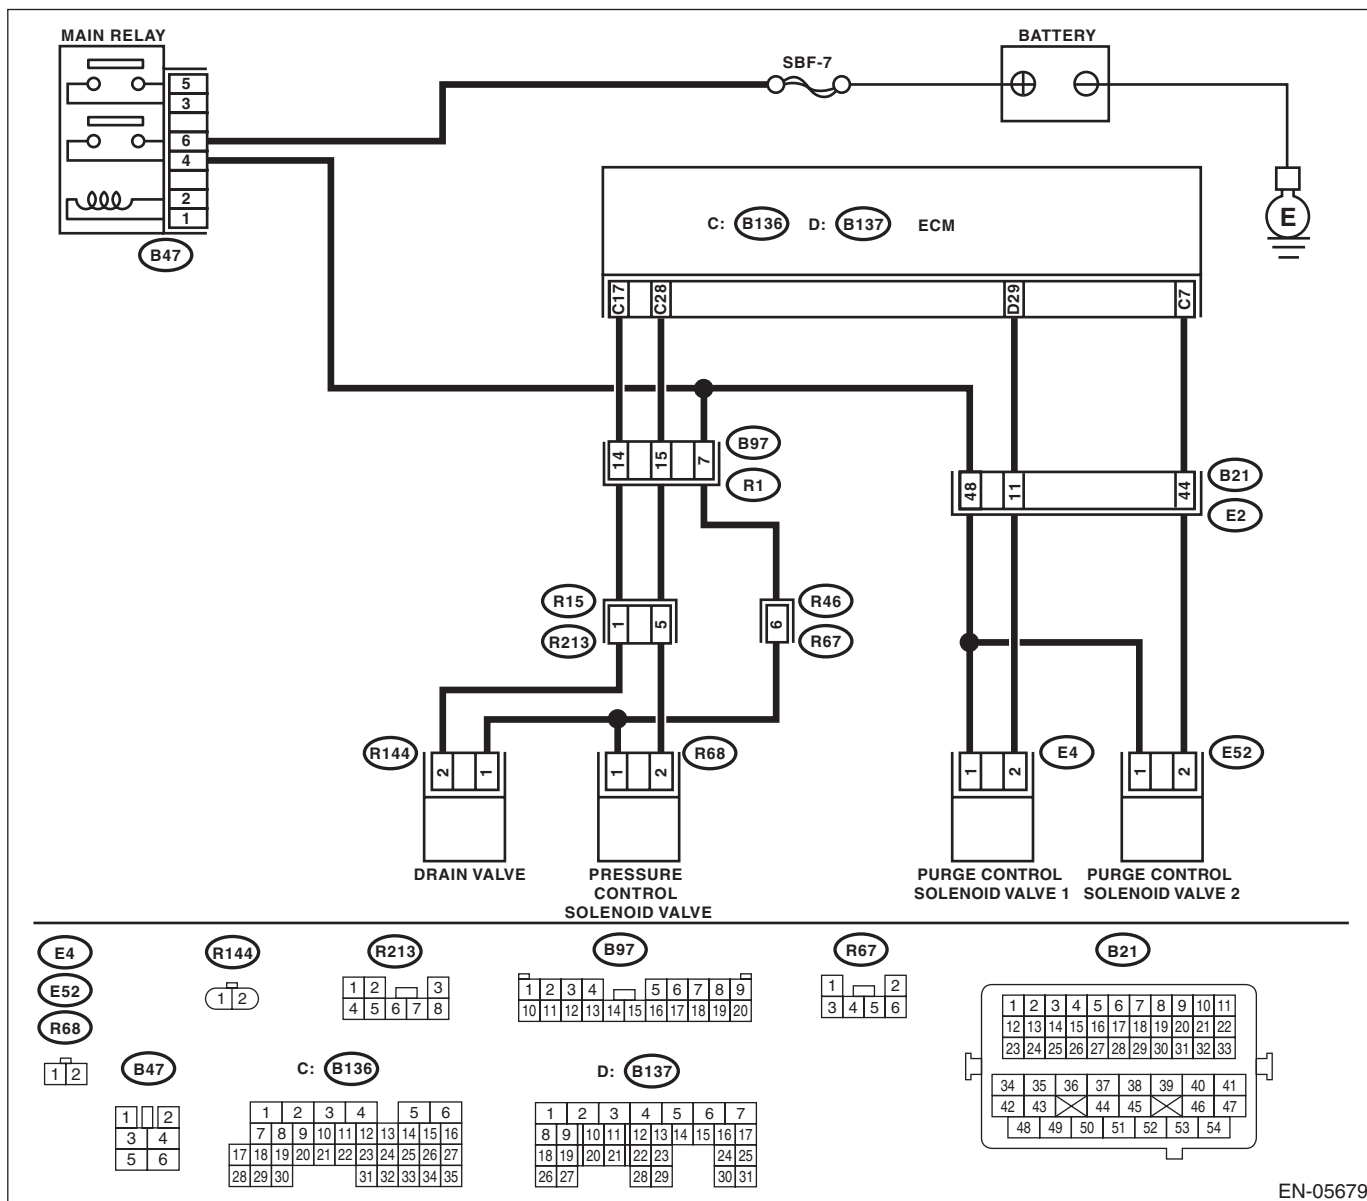 MAIN RELAY
BATTERY
SBF-7
5
3
6
4
2
1
B47
E
C: B136 D: B137 ECM
C17 C28 D29 C7
14 15 7
B97
R1
48 11 44
B21
E2
R15
R213
1 5
6
R46
R67
R144
2 1
1 2
R68
1 2
E4
1 2
E52
DRAIN VALVE
PRESSURE
CONTROL
SOLENOID VALVE
PURGE CONTROL
SOLENOID VALVE 1
PURGE CONTROL
SOLENOID VALVE 2
E4
E52
R68
1 2
R144
1 2
R213
1 2 3
4 5 6 7 8
B97
1 2 3 4 5 6 7 8 9
10 11 12 13 14 15 16 17 18 19 20
R67
1 2
3 4 5 6
B21
1 2 3 4 5 6 7 8 9 10 11
12 13 14 15 16 17 18 19 20 21 22
23 24 25 26 27 28 29 30 31 32 33
34 35 36 37 38 39 40 41
42 43 44 45 46 47
48 49 50 51 52 53 54
B47
1 2
3 4
5 6
C: B136
1 2 3 4 5 6
7 8 9 10 11 12 13 14 15 16
17 18 19 20 21 22 23 24 25 26 27
28 29 30 31 32 33 34 35
D: B137
1 2 3 4 5 6 7
8 9 10 11 12 13 14 15 16 17
18 19 20 21 22 23 24 25
26 27 28 29 30 31
EN-05679